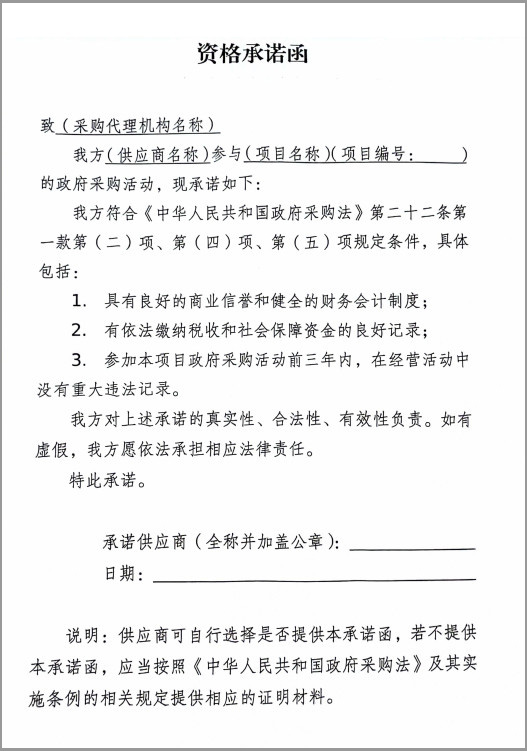 资格承诺函
致（采购代理机构名称）
我方(供应商名称)参与(项目名称)(项目编号：　　)
的政府采购活动，现承诺如下：
我方符合《中华人民共和国政府采购法》第二十二条第
一款第（二）项、第（四）项、第（五）项规定条件，具体
包括：
1. 具有良好的商业信誉和健全的财务会计制度；
2. 有依法缴纳税收和社会保障资金的良好记录；
3. 参加本项目政府采购活动前三年内，在经营活动中
没有重大违法记录。
我方对上述承诺的真实性、合法性、有效性负责。如有
虚假，我方愿依法承担相应法律责任。
特此承诺。
承诺供应商（全称并加盖公章）：
日期：
说明：供应商可自行选择是否提供本承诺函，若不提供
本承诺函，应当按照《中华人民共和国政府采购法》及其实
施条例的相关规定提供相应的证明材料。